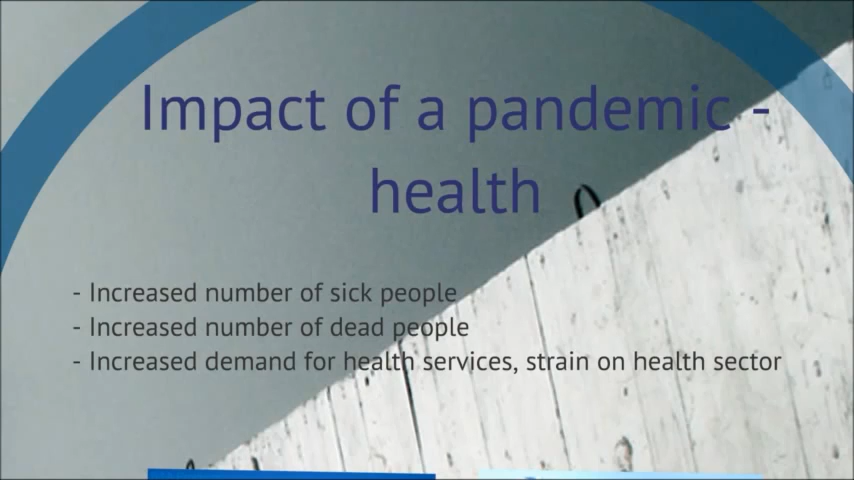 Impact of a pandemic -
health
- Increased number of sick people
- Increased number of dead people
- Increased demand for health services, strain on health sector